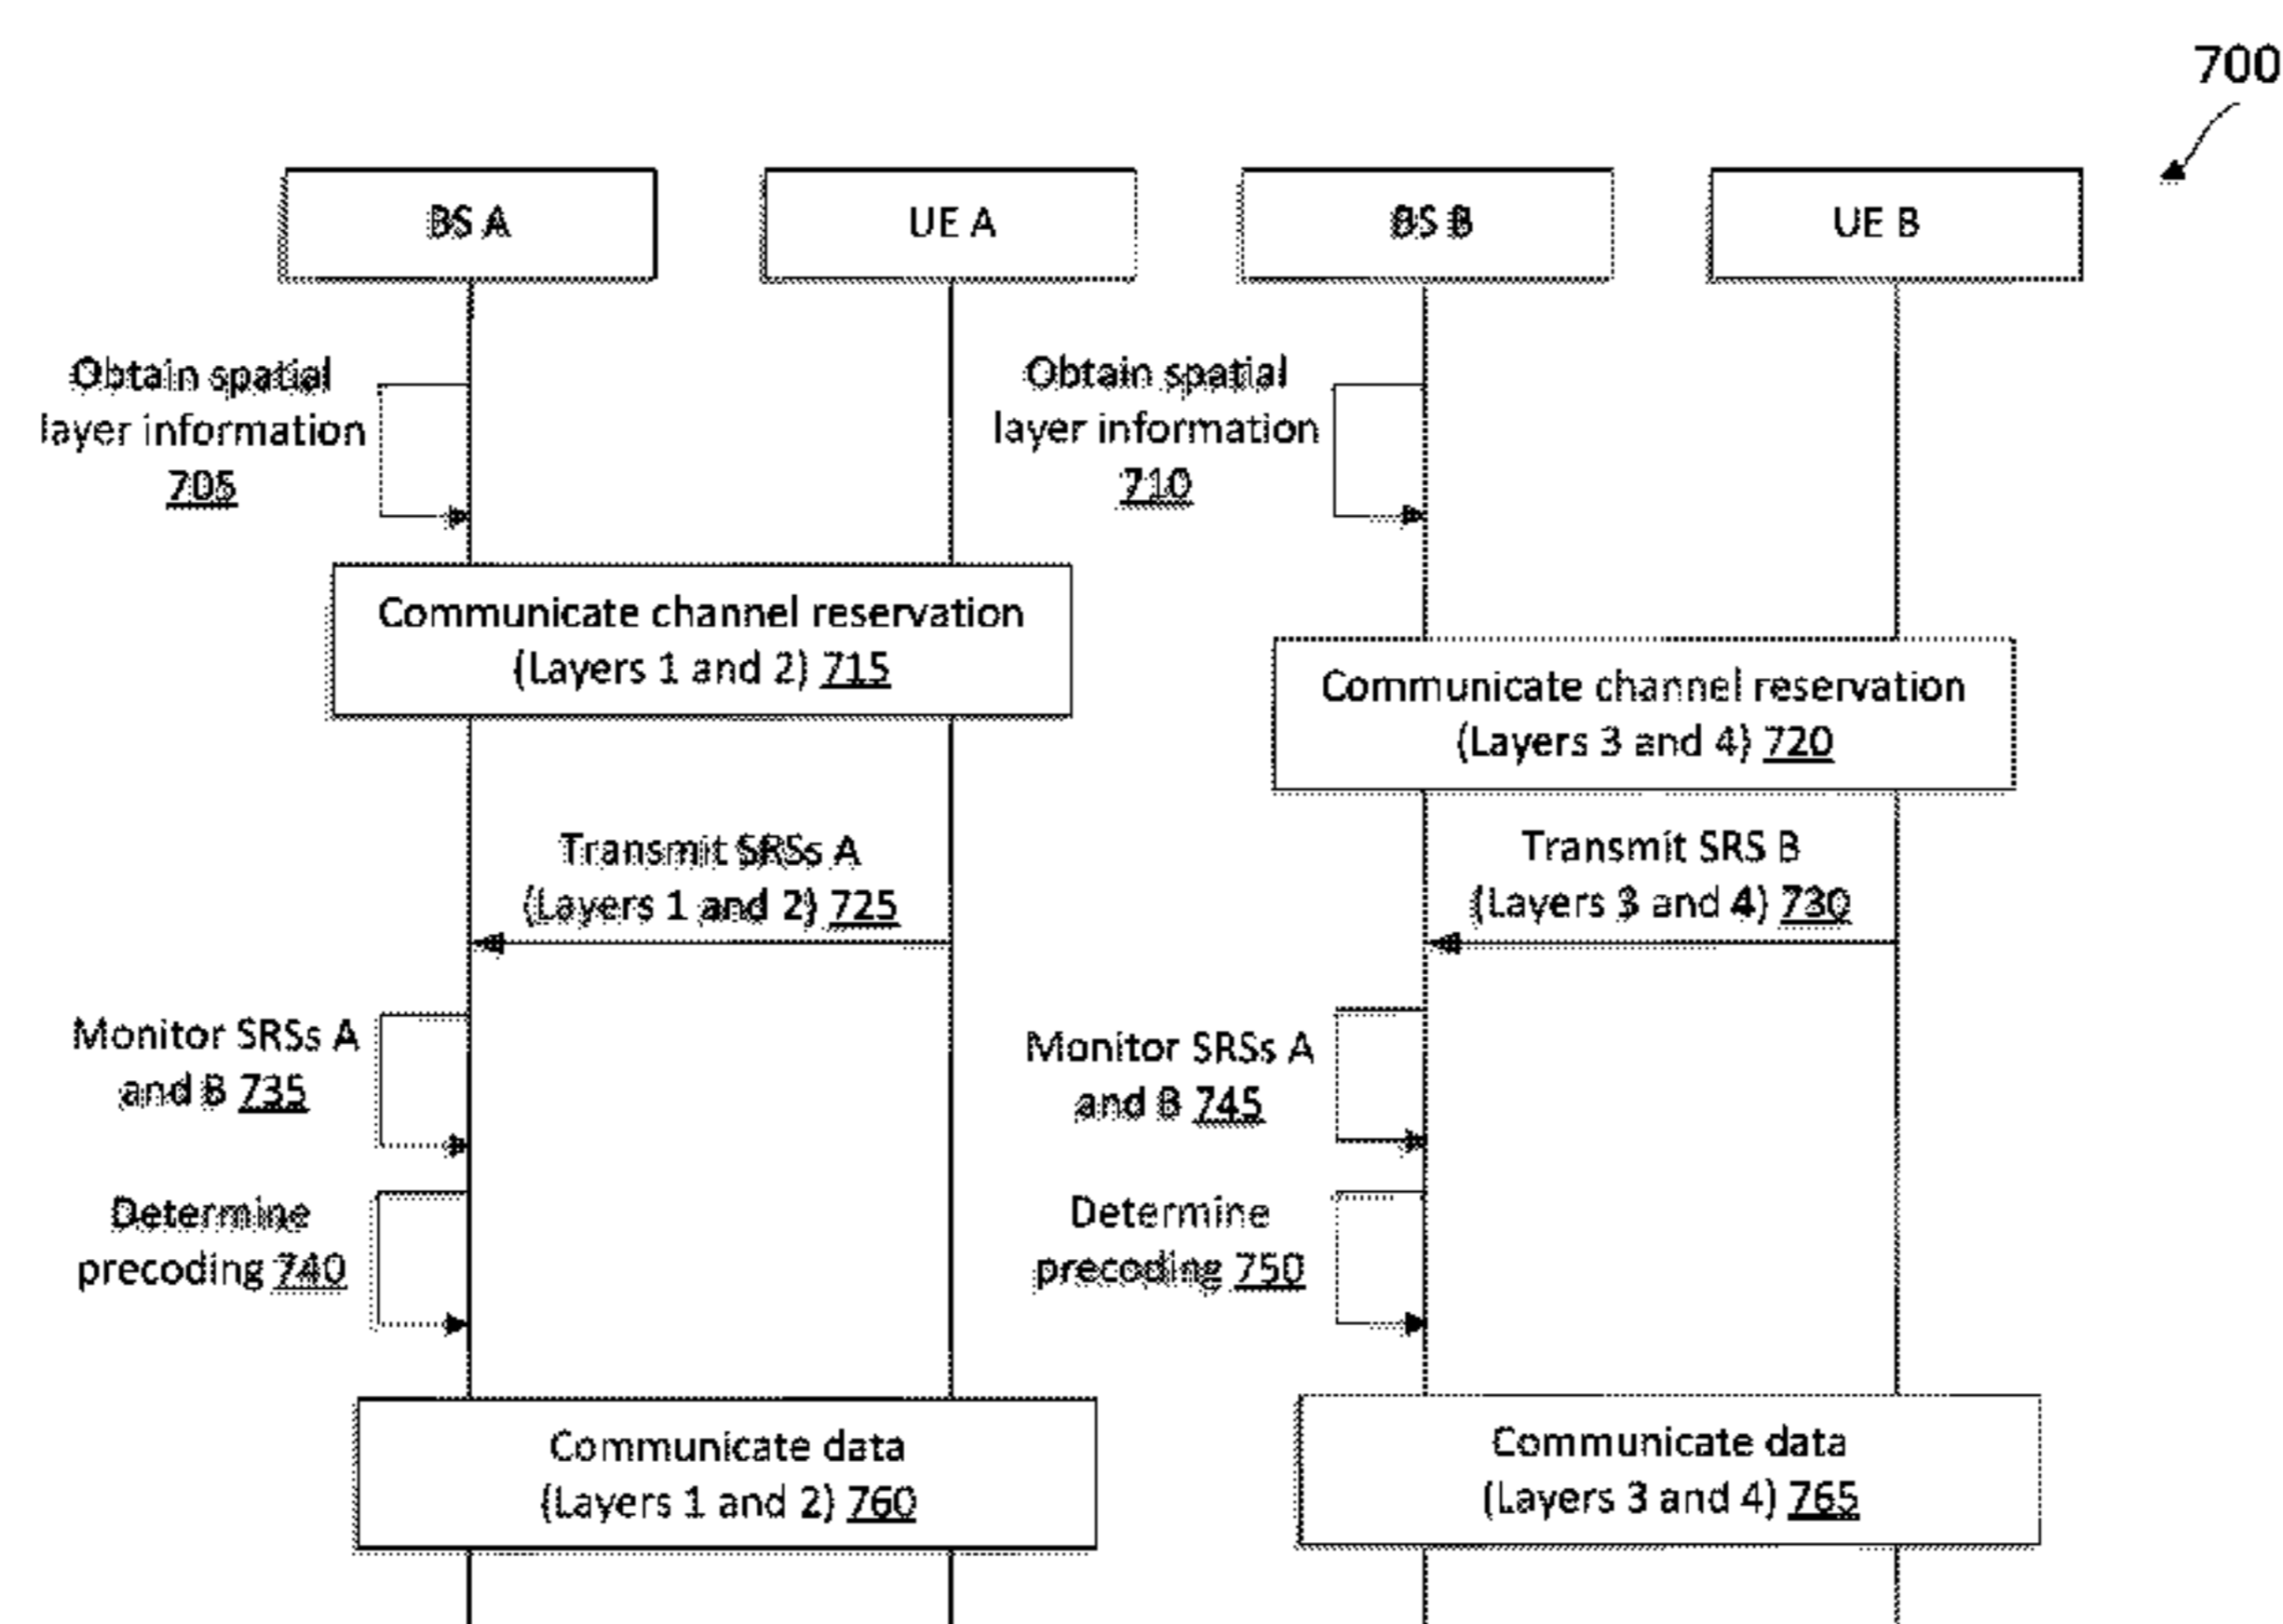 700
BS A
UE A
BS B
UE B
Obtain spatial
layer information
705
Obtain spatial
layer information
710
Communicate channel reservation
(Layers 1 and 2) 715
Communicate channel reservation
(Layers 3 and 4) 720
Transmit SRSs A
(Layers 1 and 2) 725
Transmit SRS B
(Layers 3 and 4) 730
Monitor SRSs A
and B 735
Monitor SRSs A
and B 745
Determine
precoding 740
Determine
precoding 750
Communicate data
(Layers 1 and 2) 760
Communicate data
(Layers 3 and 4) 765